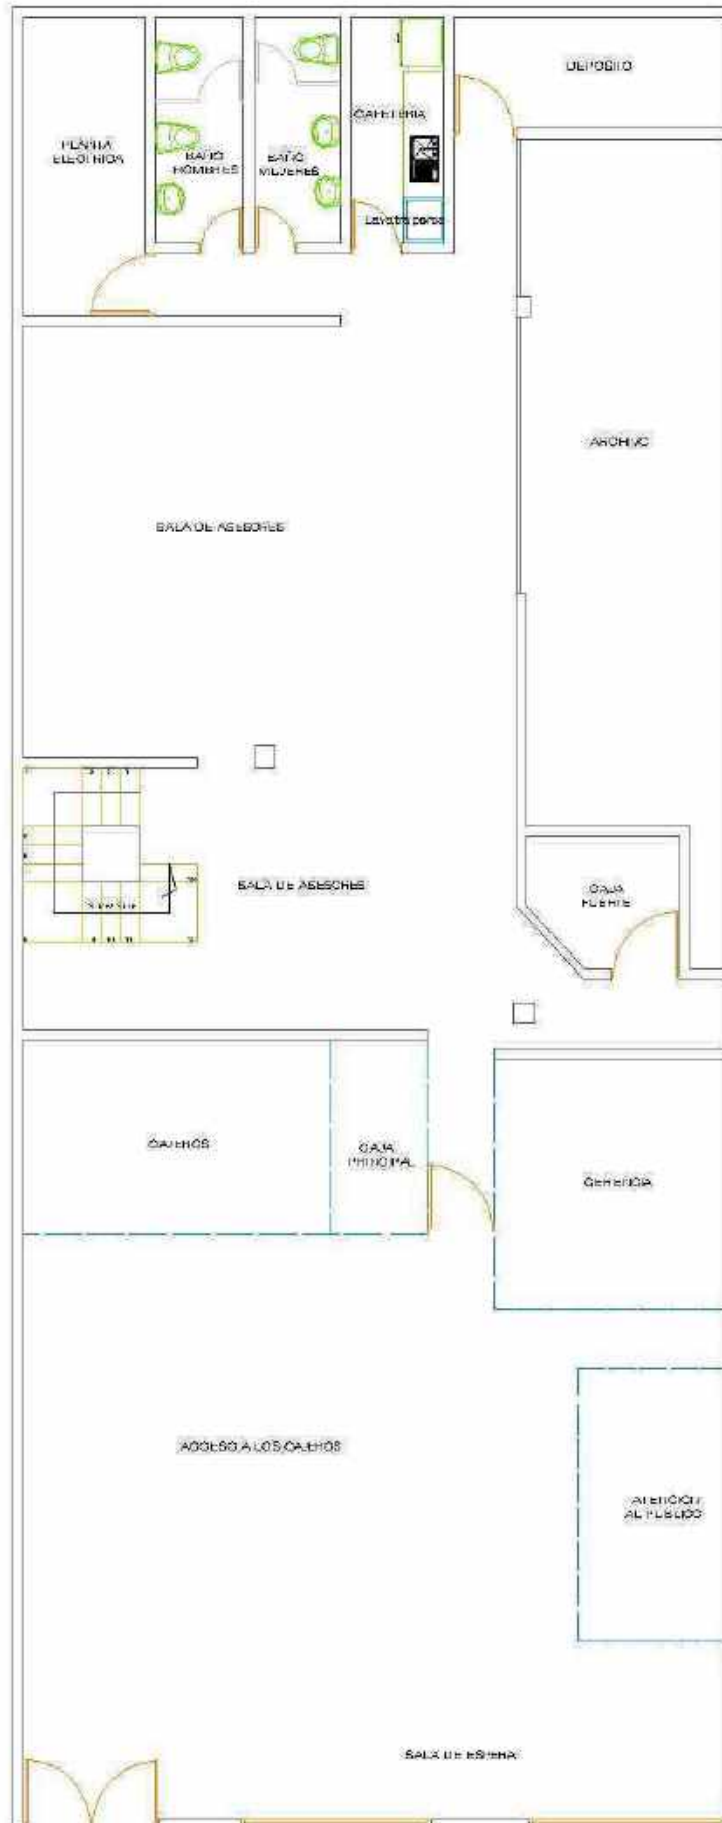 DEPOSITO
CAFETERIA
PLANTA
ELECTRICA
BAÑO
HOMBRES
BAÑO
MUJERES
ARCHIVO
SALA DE ASESORES
SALA DE ASESORES
CAJA
FUERTE
CAJEROS
CAJA
PRINCIPAL
GERENCIA
ACCESO A LOS CAJEROS
ATENCION
AL PUBLICO
SALA DE ESPERA